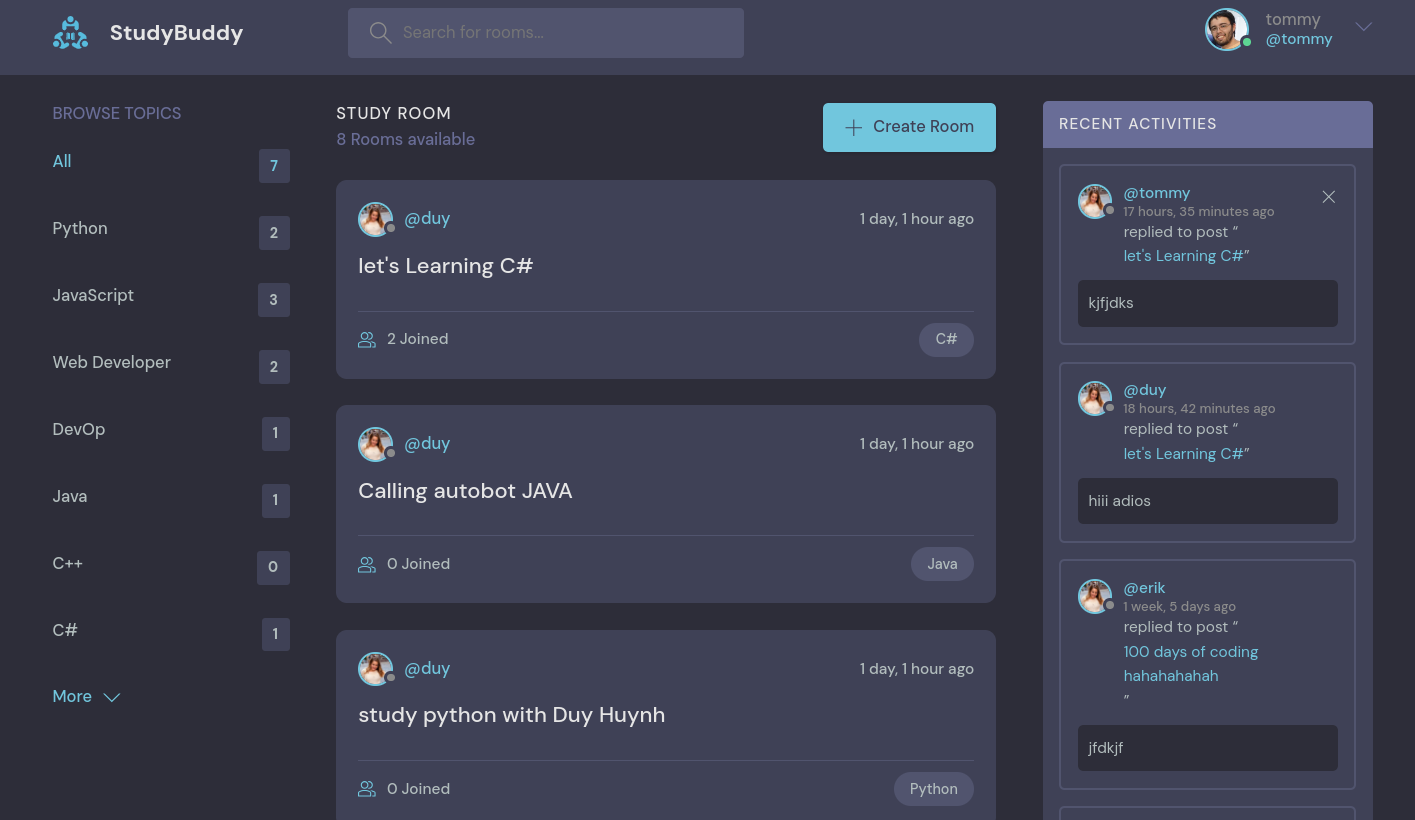 StudyBuddy
Search for rooms...
tommy
@tommy
BROWSE TOPICS
All
7
Python
2
JavaScript
3
Web Developer
2
DevOp
1
Java
1
C++
0
C#
1
More
STUDY ROOM
8 Rooms available
Create Room
@duy
1 day, 1 hour ago
let's Learning C#
2 Joined
C#
@duy
1 day, 1 hour ago
Calling autobot JAVA
0 Joined
Java
@duy
1 day, 1 hour ago
study python with Duy Huynh
0 Joined
Python
RECENT ACTIVITIES
@tommy
17 hours, 35 minutes ago
replied to post “
let's Learning C#”
kjfjdks
@duy
18 hours, 42 minutes ago
replied to post “
let's Learning C#”
hiii adios
@erik
1 week, 5 days ago
replied to post “
100 days of coding
hahahahahah
”
jfdkjf